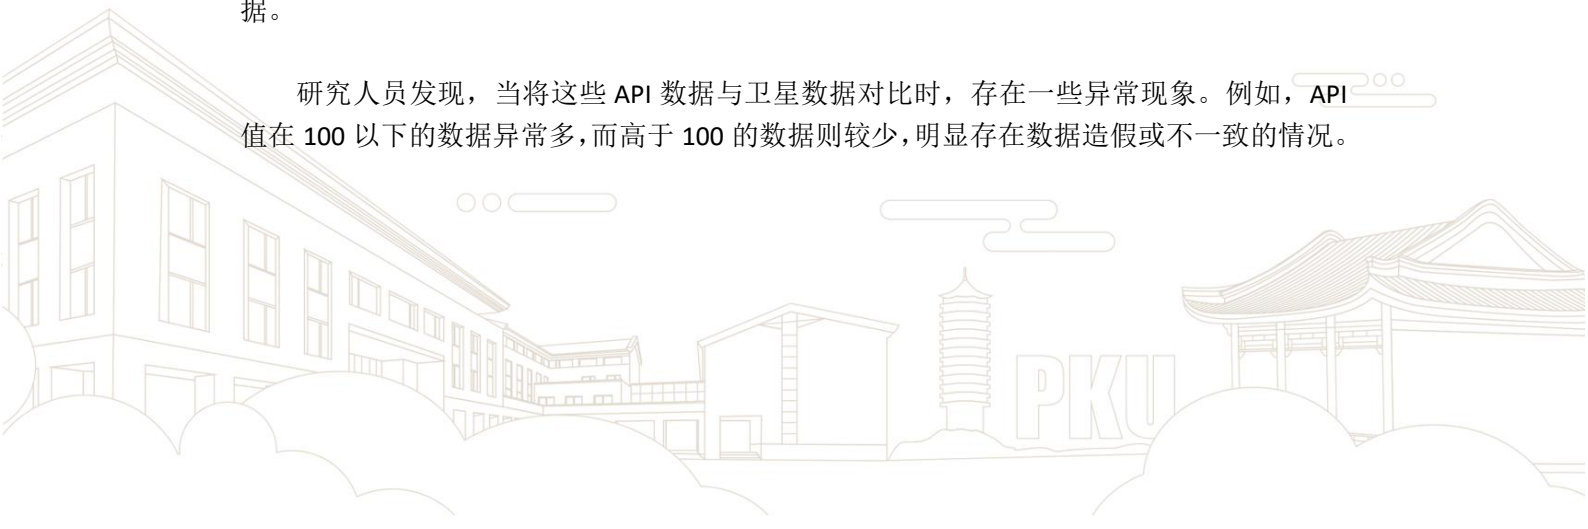 据。
研究人员发现，当将这些 API 数据与卫星数据对比时，存在一些异常现象。例如，API
值在 100 以下的数据异常多，而高于 100 的数据则较少，明显存在数据造假或不一致的情况。
PKU